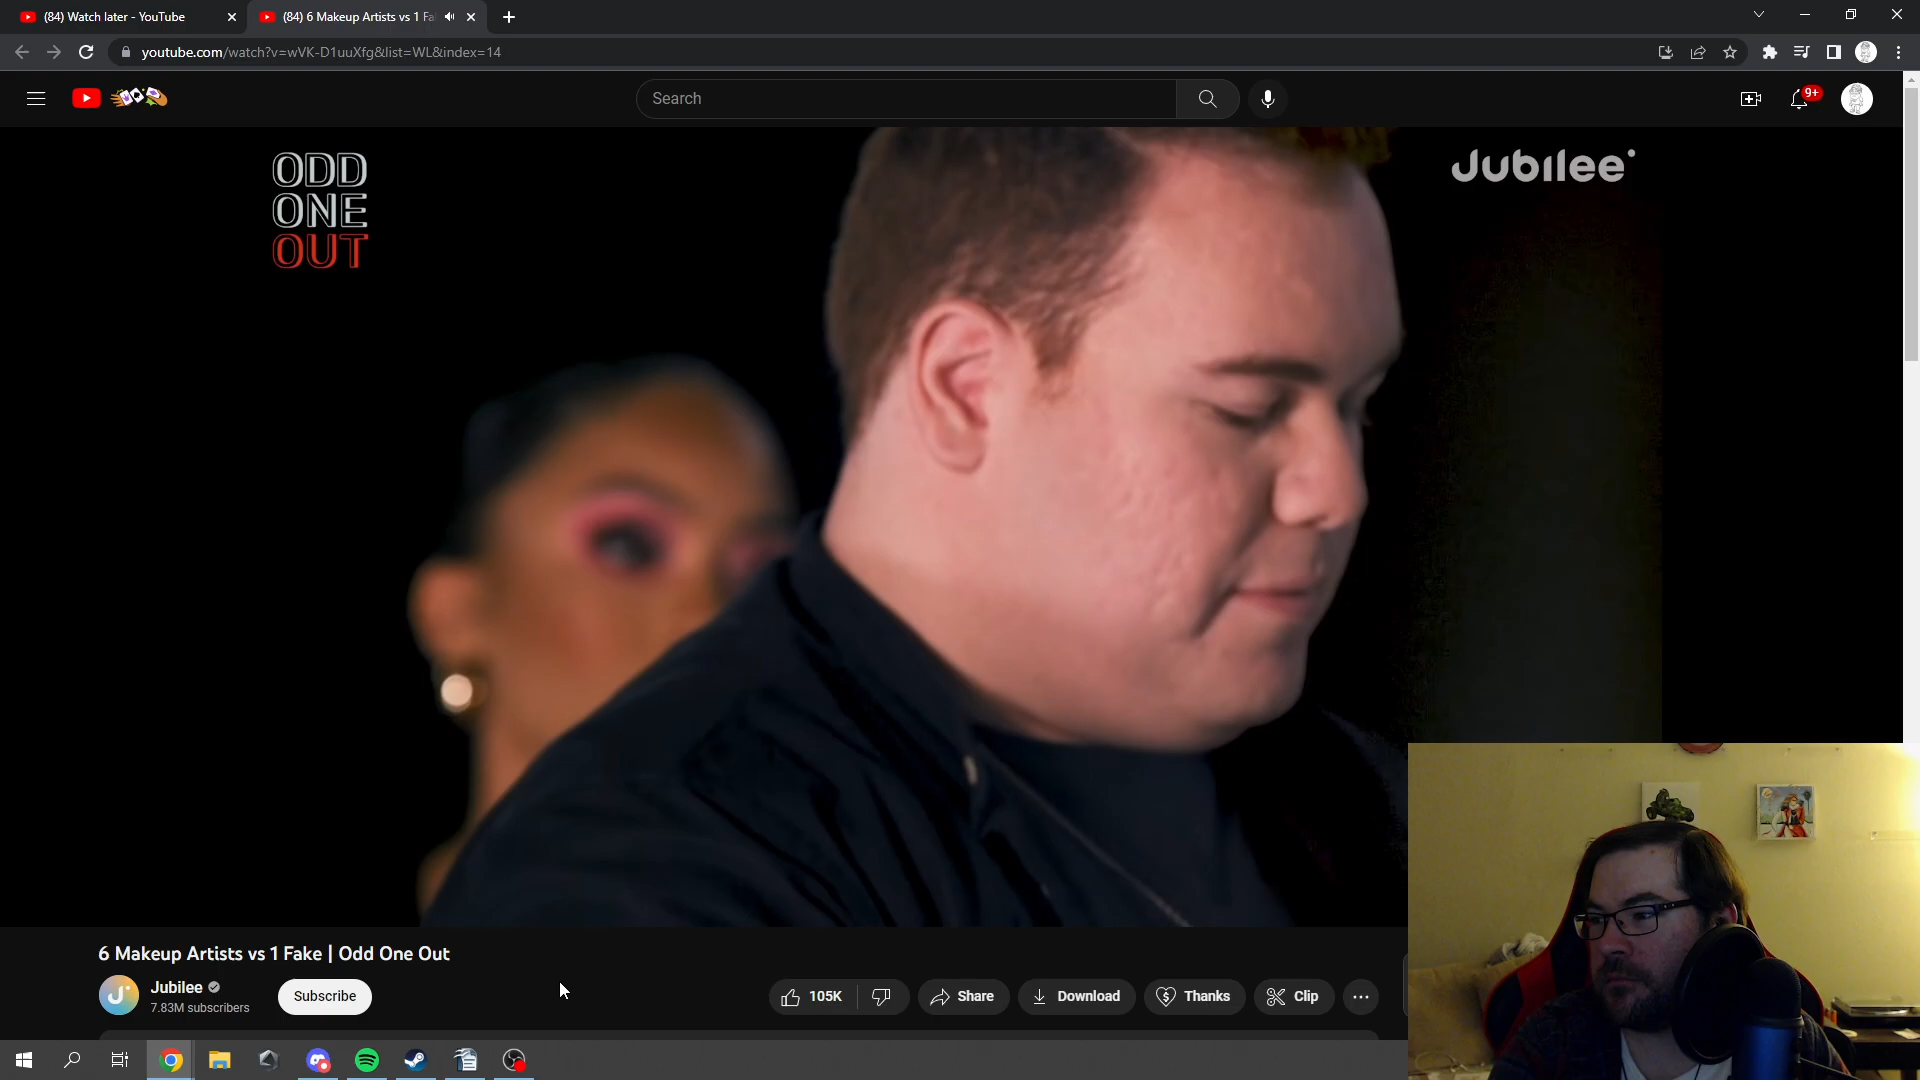 (84) Watch later - YouTube
(84) 6 Makeup Artists vs 1 Fa
youtube.com/watch?v=wVK-D1uuXfg&list=WL&index=14
Search
9+
ODD
ONE
OUT
Jubilee
6 Makeup Artists vs 1 Fake | Odd One Out
Jubilee
7.83M subscribers
Subscribe
105K
Share
Download
Thanks
Clip